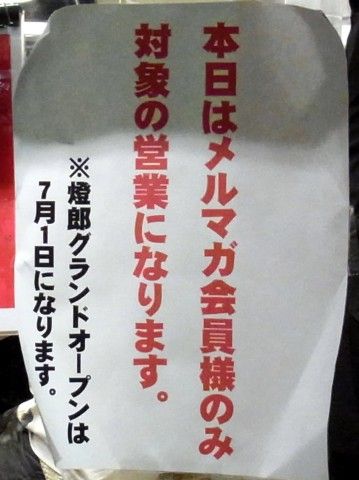 本日はメルマガ会員様のみ
対象の営業になります。
※燈郎グランドオープンは
7月1日になります。